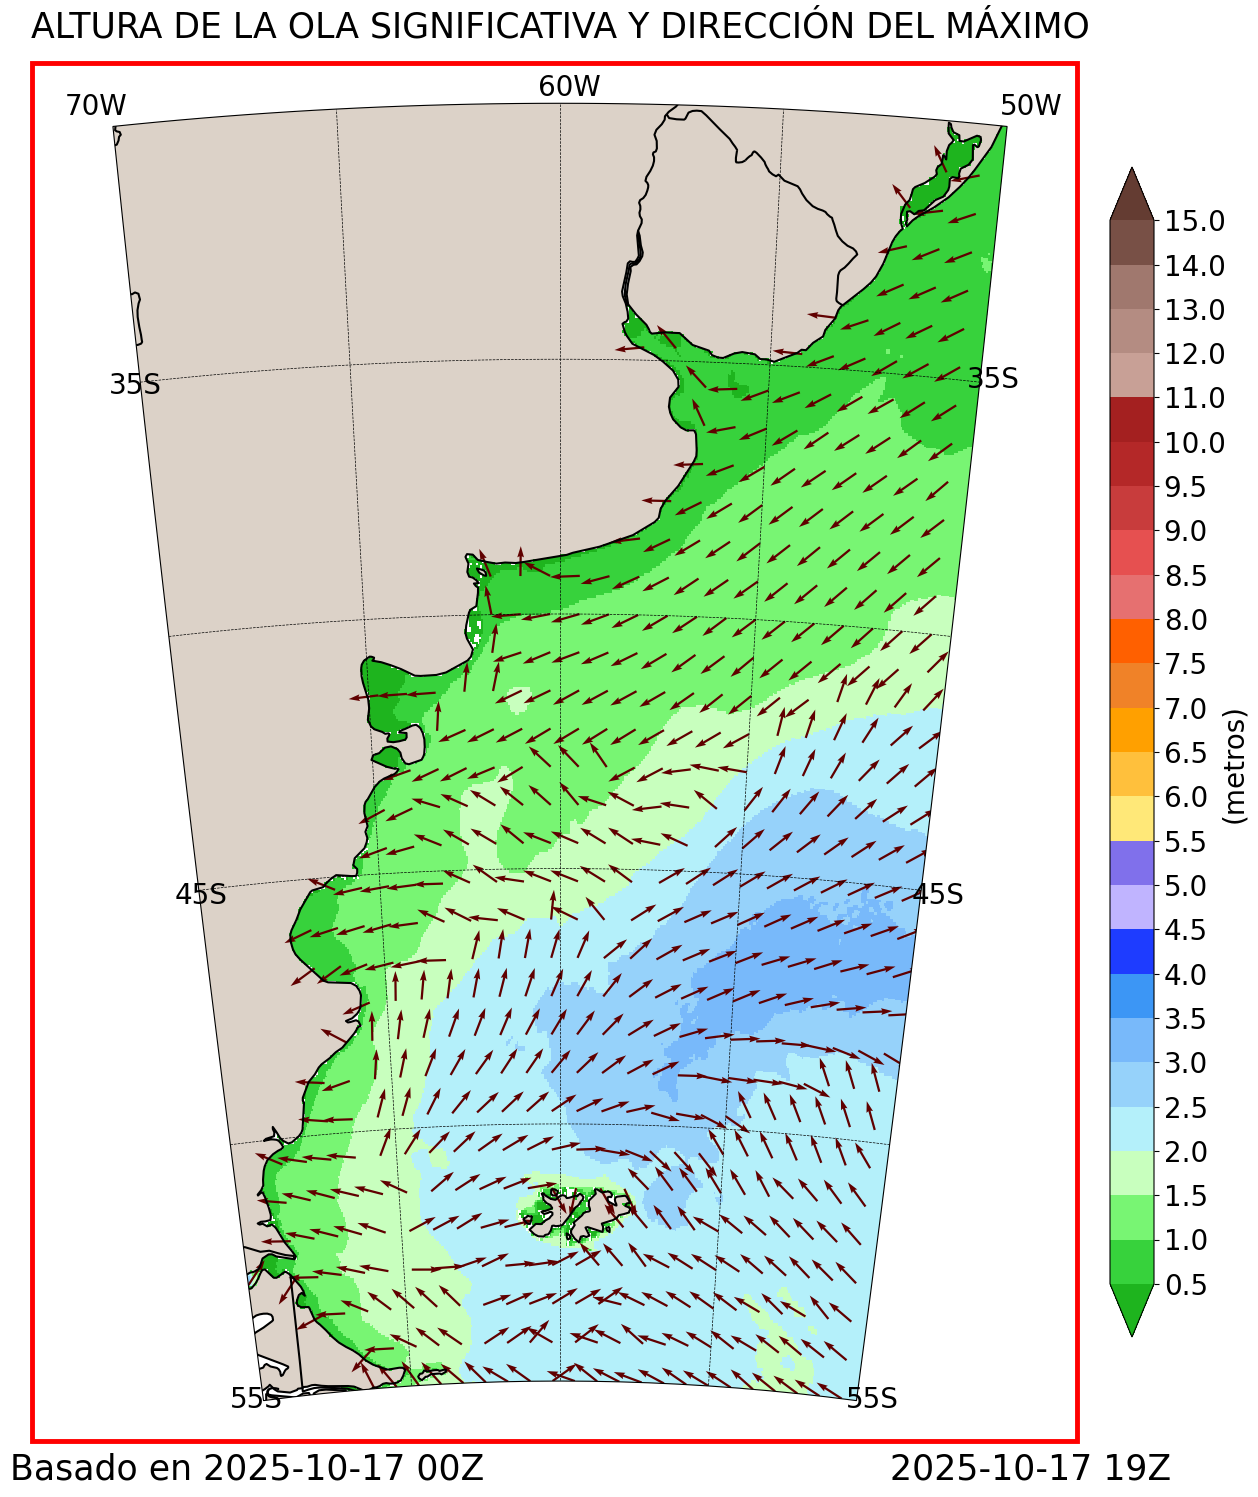 ALTURA DE LA OLA SIGNIFICATIVA Y DIRECCIÓN DEL MÁXIMO
70W
60W
50W
35S
35S
45S
45S
55S
55S
15.0
14.0
13.0
12.0
11.0
10.0
9.5
9.0
8.5
8.0
7.5
7.0
6.5
6.0
5.5
5.0
4.5
4.0
3.5
3.0
2.5
2.0
1.5
1.0
0.5
(metros)
Basado en 2025-10-17 00Z
2025-10-17 19Z